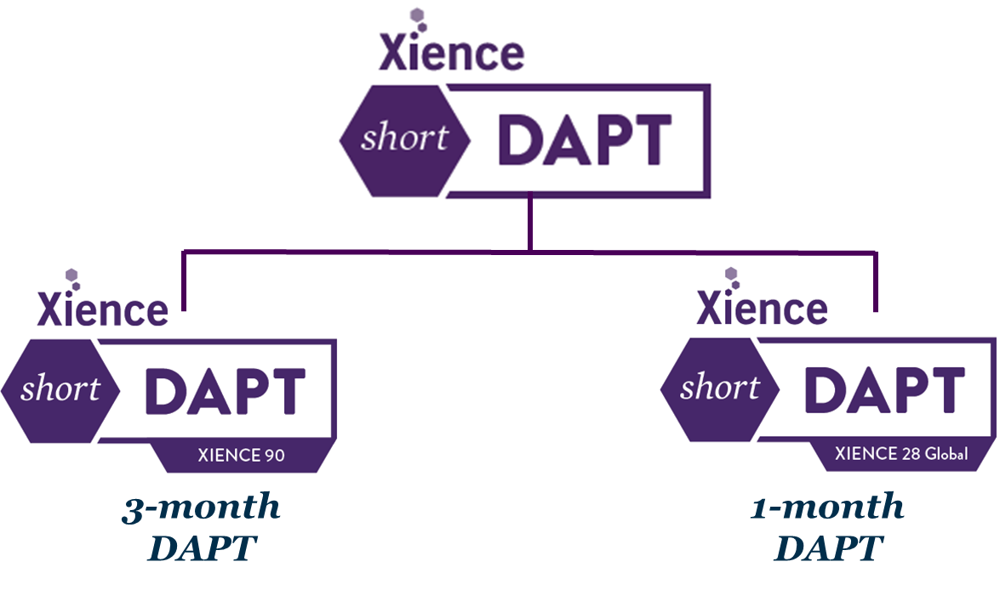 Xience
short DAPT
Xience
short DAPT
XIENCE 90
3-month
DAPT
Xience
short DAPT
XIENCE 28 Global
1-month
DAPT